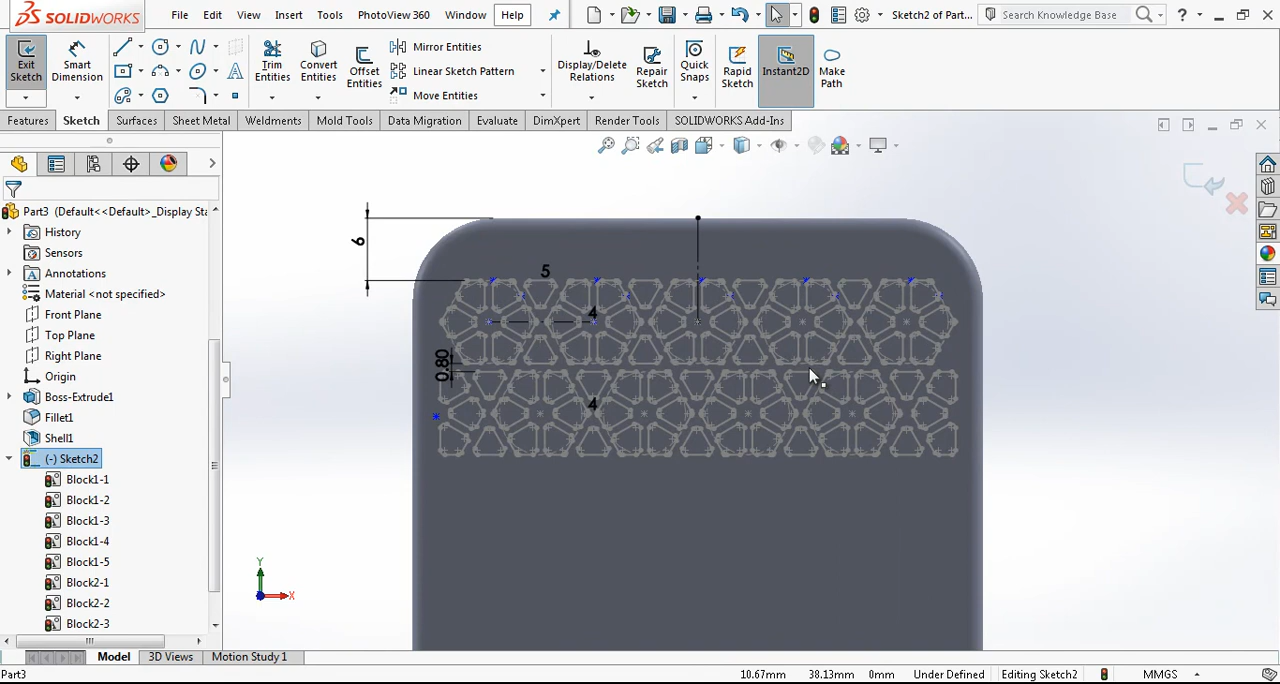 SOLIDWORKS File Edit View Insert Tools PhotoView 360 Window Help Sketch2 of Part... Search Knowledge Base ?
Exit Sketch Smart Dimension Trim Entities Convert Entities Offset Entities Mirror Entities Linear Sketch Pattern Move Entities Display/Delete Relations Repair Sketch Quick Snaps Rapid Sketch Instant2D Make Path
Features Sketch Surfaces Sheet Metal Weldments Mold Tools Data Migration Evaluate DimXpert Render Tools SOLIDWORKS Add-Ins
Part3 (Default<<Default>_Display Sta
History
Sensors
Annotations
Material <not specified>
Front Plane
Top Plane
Right Plane
Origin
Boss-Extrude1
Fillet1
Shell1
(-) Sketch2
Block1-1
Block1-2
Block1-3
Block1-4
Block1-5
Block2-1
Block2-2
Block2-3
6
5
4
0.80
4
Y
X
Model 3D Views Motion Study 1
Part3 10.67mm 38.13mm 0mm Under Defined Editing Sketch2 MMGS